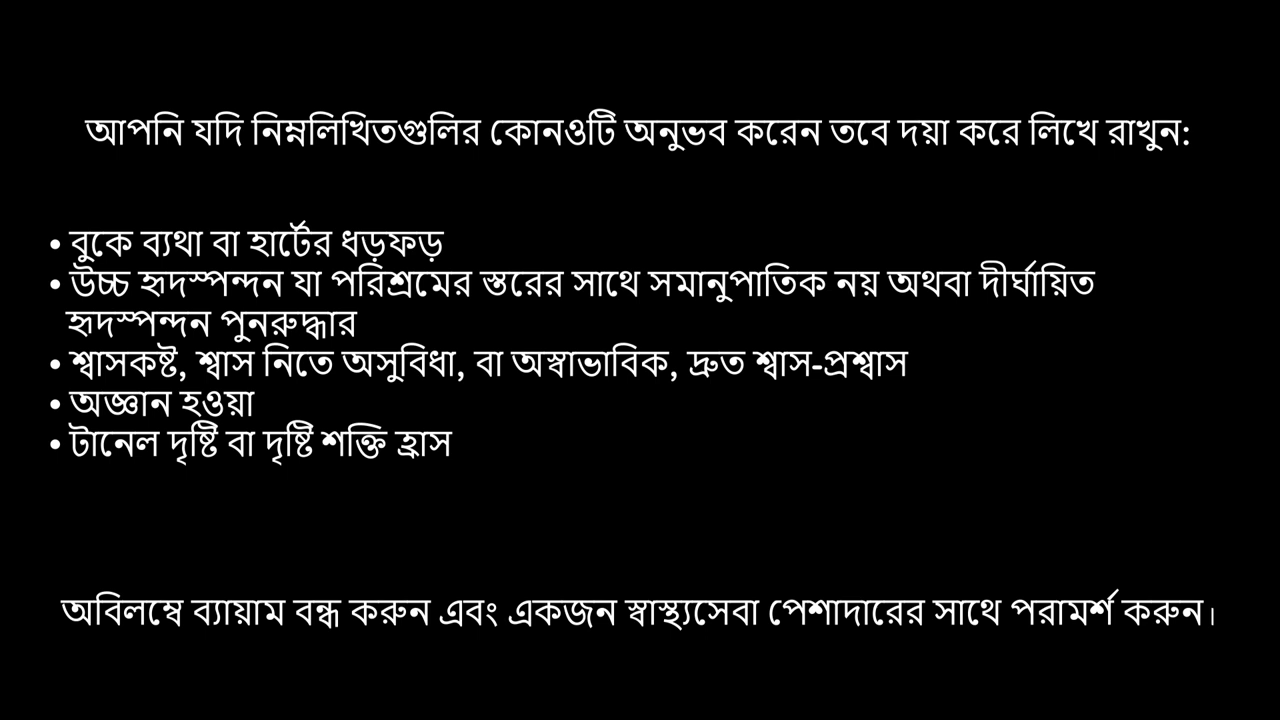 আপনি যদি নিম্নলিখিতগুলির কোনওটি অনুভব করেন তবে দয়া করে লিখে রাখুন:
• বুকে ব্যথা বা হার্টের ধড়ফড়
• উচ্চ হৃদস্পন্দন যা পরিশ্রমের স্তরের সাথে সমানুপাতিক নয় অথবা দীর্ঘায়িত
হৃদস্পন্দন পুনরুদ্ধার
• শ্বাসকষ্ট, শ্বাস নিতে অসুবিধা, বা অস্বাভাবিক, দ্রুত শ্বাস-প্রশ্বাস
• অজ্ঞান হওয়া
• টানেল দৃষ্টি বা দৃষ্টি শক্তি হ্রাস
অবিলম্বে ব্যায়াম বন্ধ করুন এবং একজন স্বাস্থ্যসেবা পেশাদারের সাথে পরামর্শ করুন।